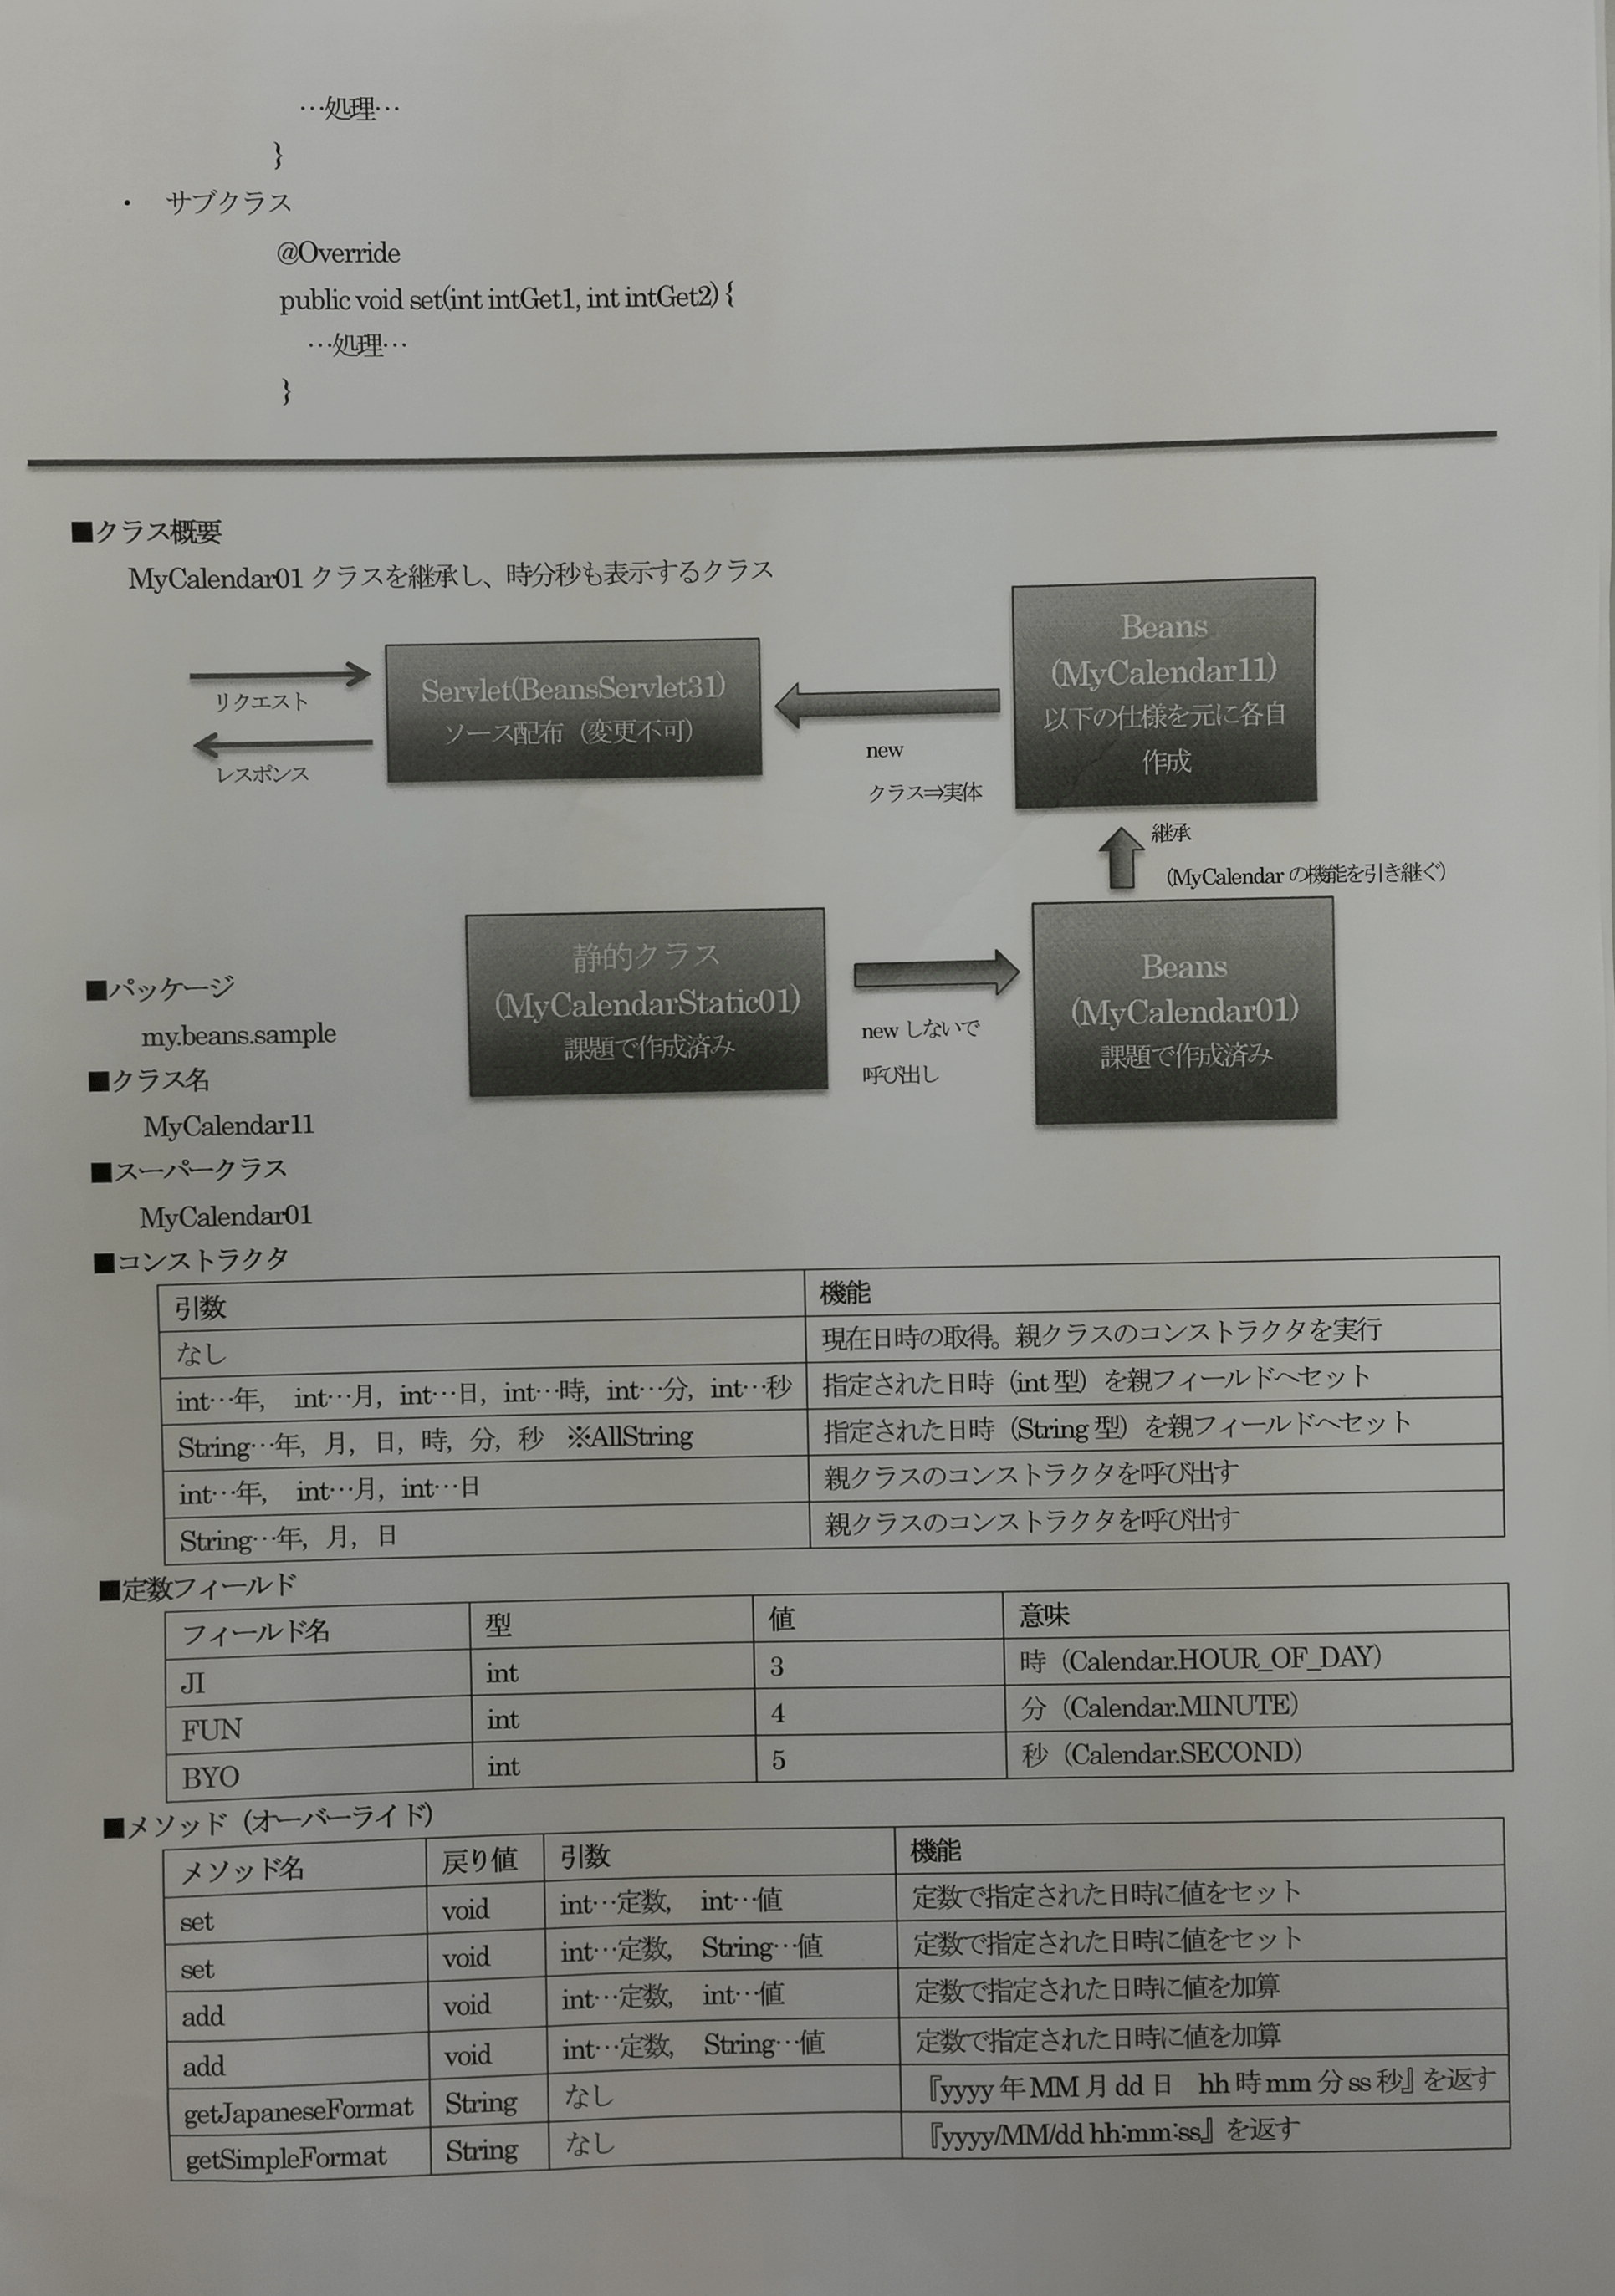 …処理…
}
・ サブクラス
@Override
public void set(int intGet1, int intGet2) {
…処理…
}
■クラス概要
MyCalendar01 クラスを継承し、時分秒も表示するクラス
リクエスト
レスポンス
Servlet(BeansServlet31)
ソース配布（変更不可）
new
クラス⇒実体
Beans
(MyCalendar11)
以下の仕様を元に各自
作成
継承
（MyCalendar の機能を引き継ぐ）
静的クラス
(MyCalendarStatic01)
課題で作成済み
new しないで
呼び出し
Beans
(MyCalendar01)
課題で作成済み
■パッケージ
my.beans.sample
■クラス名
MyCalendar11
■スーパークラス
MyCalendar01
■コンストラクタ
引数 機能
なし 現在日時の取得。親クラスのコンストラクタを実行
int…年, int…月, int…日, int…時, int…分, int…秒 指定された日時（int 型）を親フィールドへセット
String…年, 月, 日, 時, 分, 秒 ※AllString 指定された日時（String 型）を親フィールドへセット
int…年, int…月, int…日 親クラスのコンストラクタを呼び出す
String…年, 月, 日 親クラスのコンストラクタを呼び出す
■定数フィールド
フィールド名 型 値 意味
JI int 3 時（Calendar.HOUR_OF_DAY）
FUN int 4 分（Calendar.MINUTE）
BYO int 5 秒（Calendar.SECOND）
■メソッド（オーバーライド）
メソッド名 戻り値 引数 機能
set void int…定数, int…値 定数で指定された日時に値をセット
set void int…定数, String…値 定数で指定された日時に値をセット
add void int…定数, int…値 定数で指定された日時に値を加算
add void int…定数, String…値 定数で指定された日時に値を加算
getJapaneseFormat String なし 『yyyy 年 MM 月 dd 日 hh 時 mm 分 ss 秒』を返す
getSimpleFormat String なし 『yyyy/MM/dd hh:mm:ss』を返す